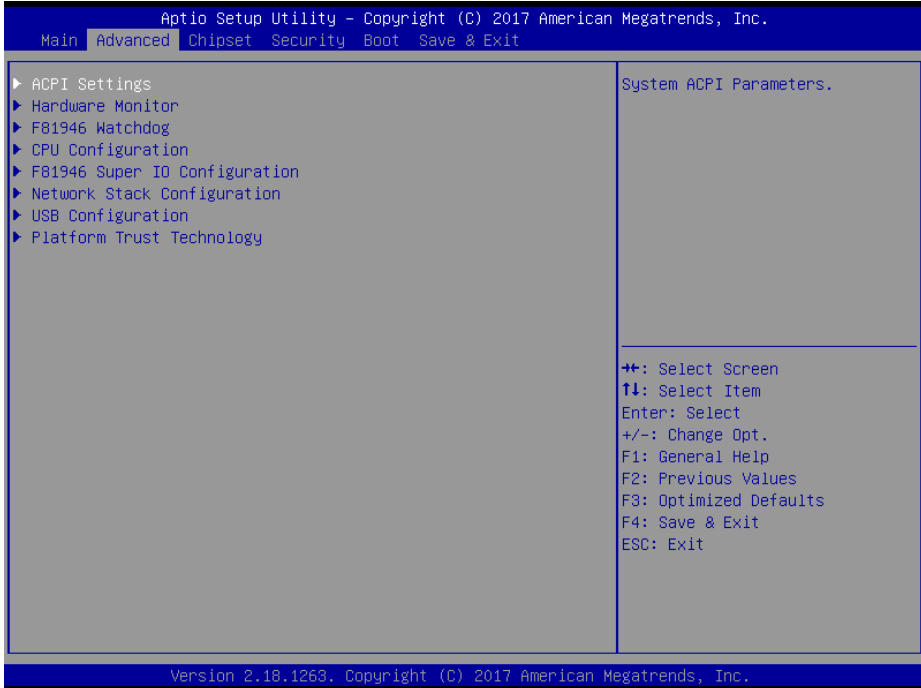 Aptio Setup Utility – Copyright (C) 2017 American Megatrends, Inc.
Main Advanced Chipset Security Boot Save & Exit
ACPI Settings
Hardware Monitor
F81946 Watchdog
CPU Configuration
F81946 Super IO Configuration
Network Stack Configuration
USB Configuration
Platform Trust Technology
System ACPI Parameters.
→←: Select Screen
↑↓: Select Item
Enter: Select
+/-: Change Opt.
F1: General Help
F2: Previous Values
F3: Optimized Defaults
F4: Save & Exit
ESC: Exit
Version 2.18.1263. Copyright (C) 2017 American Megatrends, Inc.